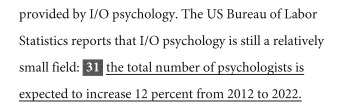 provided by I/O psychology. The US Bureau of Labor
Statistics reports that I/O psychology is still a relatively
small field: 31 the total number of psychologists is
expected to increase 12 percent from 2012 to 2022.